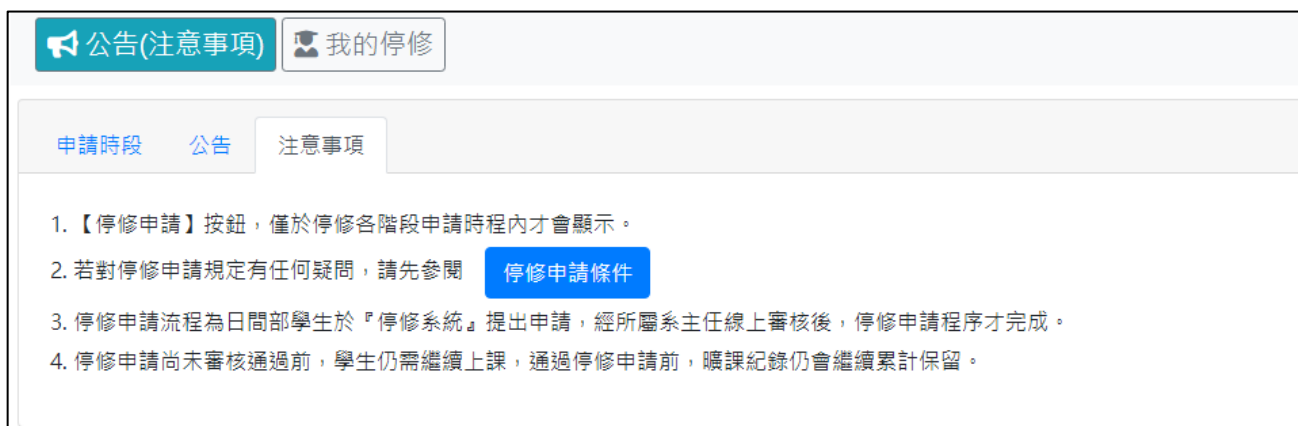 公告(注意事項) 我的停修
申請時段 公告 注意事項
1.【停修申請】按鈕，僅於停修各階段申請時程內才會顯示。
2. 若對停修申請規定有任何疑問，請先參閱 停修申請條件
3. 停修申請流程為日間部學生於『停修系統』提出申請，經所屬系主任線上審核後，停修申請程序才完成。
4. 停修申請尚未審核通過前，學生仍需繼續上課，通過停修申請前，曠課紀錄仍會繼續累計保留。